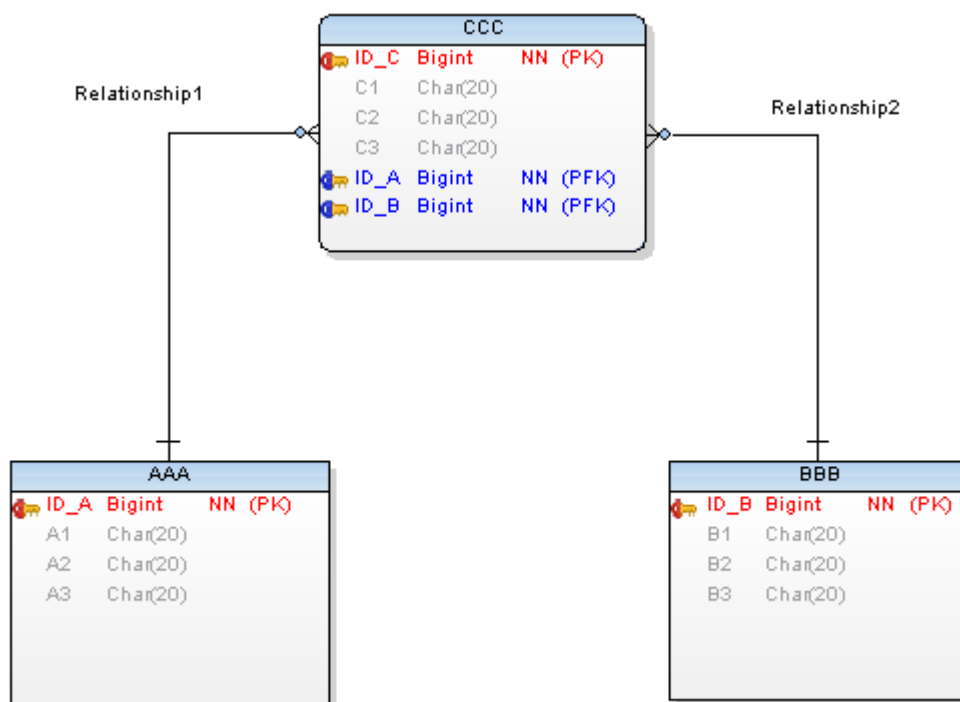 CCC
ID_C Bigint NN (PK)
C1 Char(20)
C2 Char(20)
C3 Char(20)
ID_A Bigint NN (PFK)
ID_B Bigint NN (PFK)
Relationship1
Relationship2
AAA
ID_A Bigint NN (PK)
A1 Char(20)
A2 Char(20)
A3 Char(20)
BBB
ID_B Bigint NN (PK)
B1 Char(20)
B2 Char(20)
B3 Char(20)